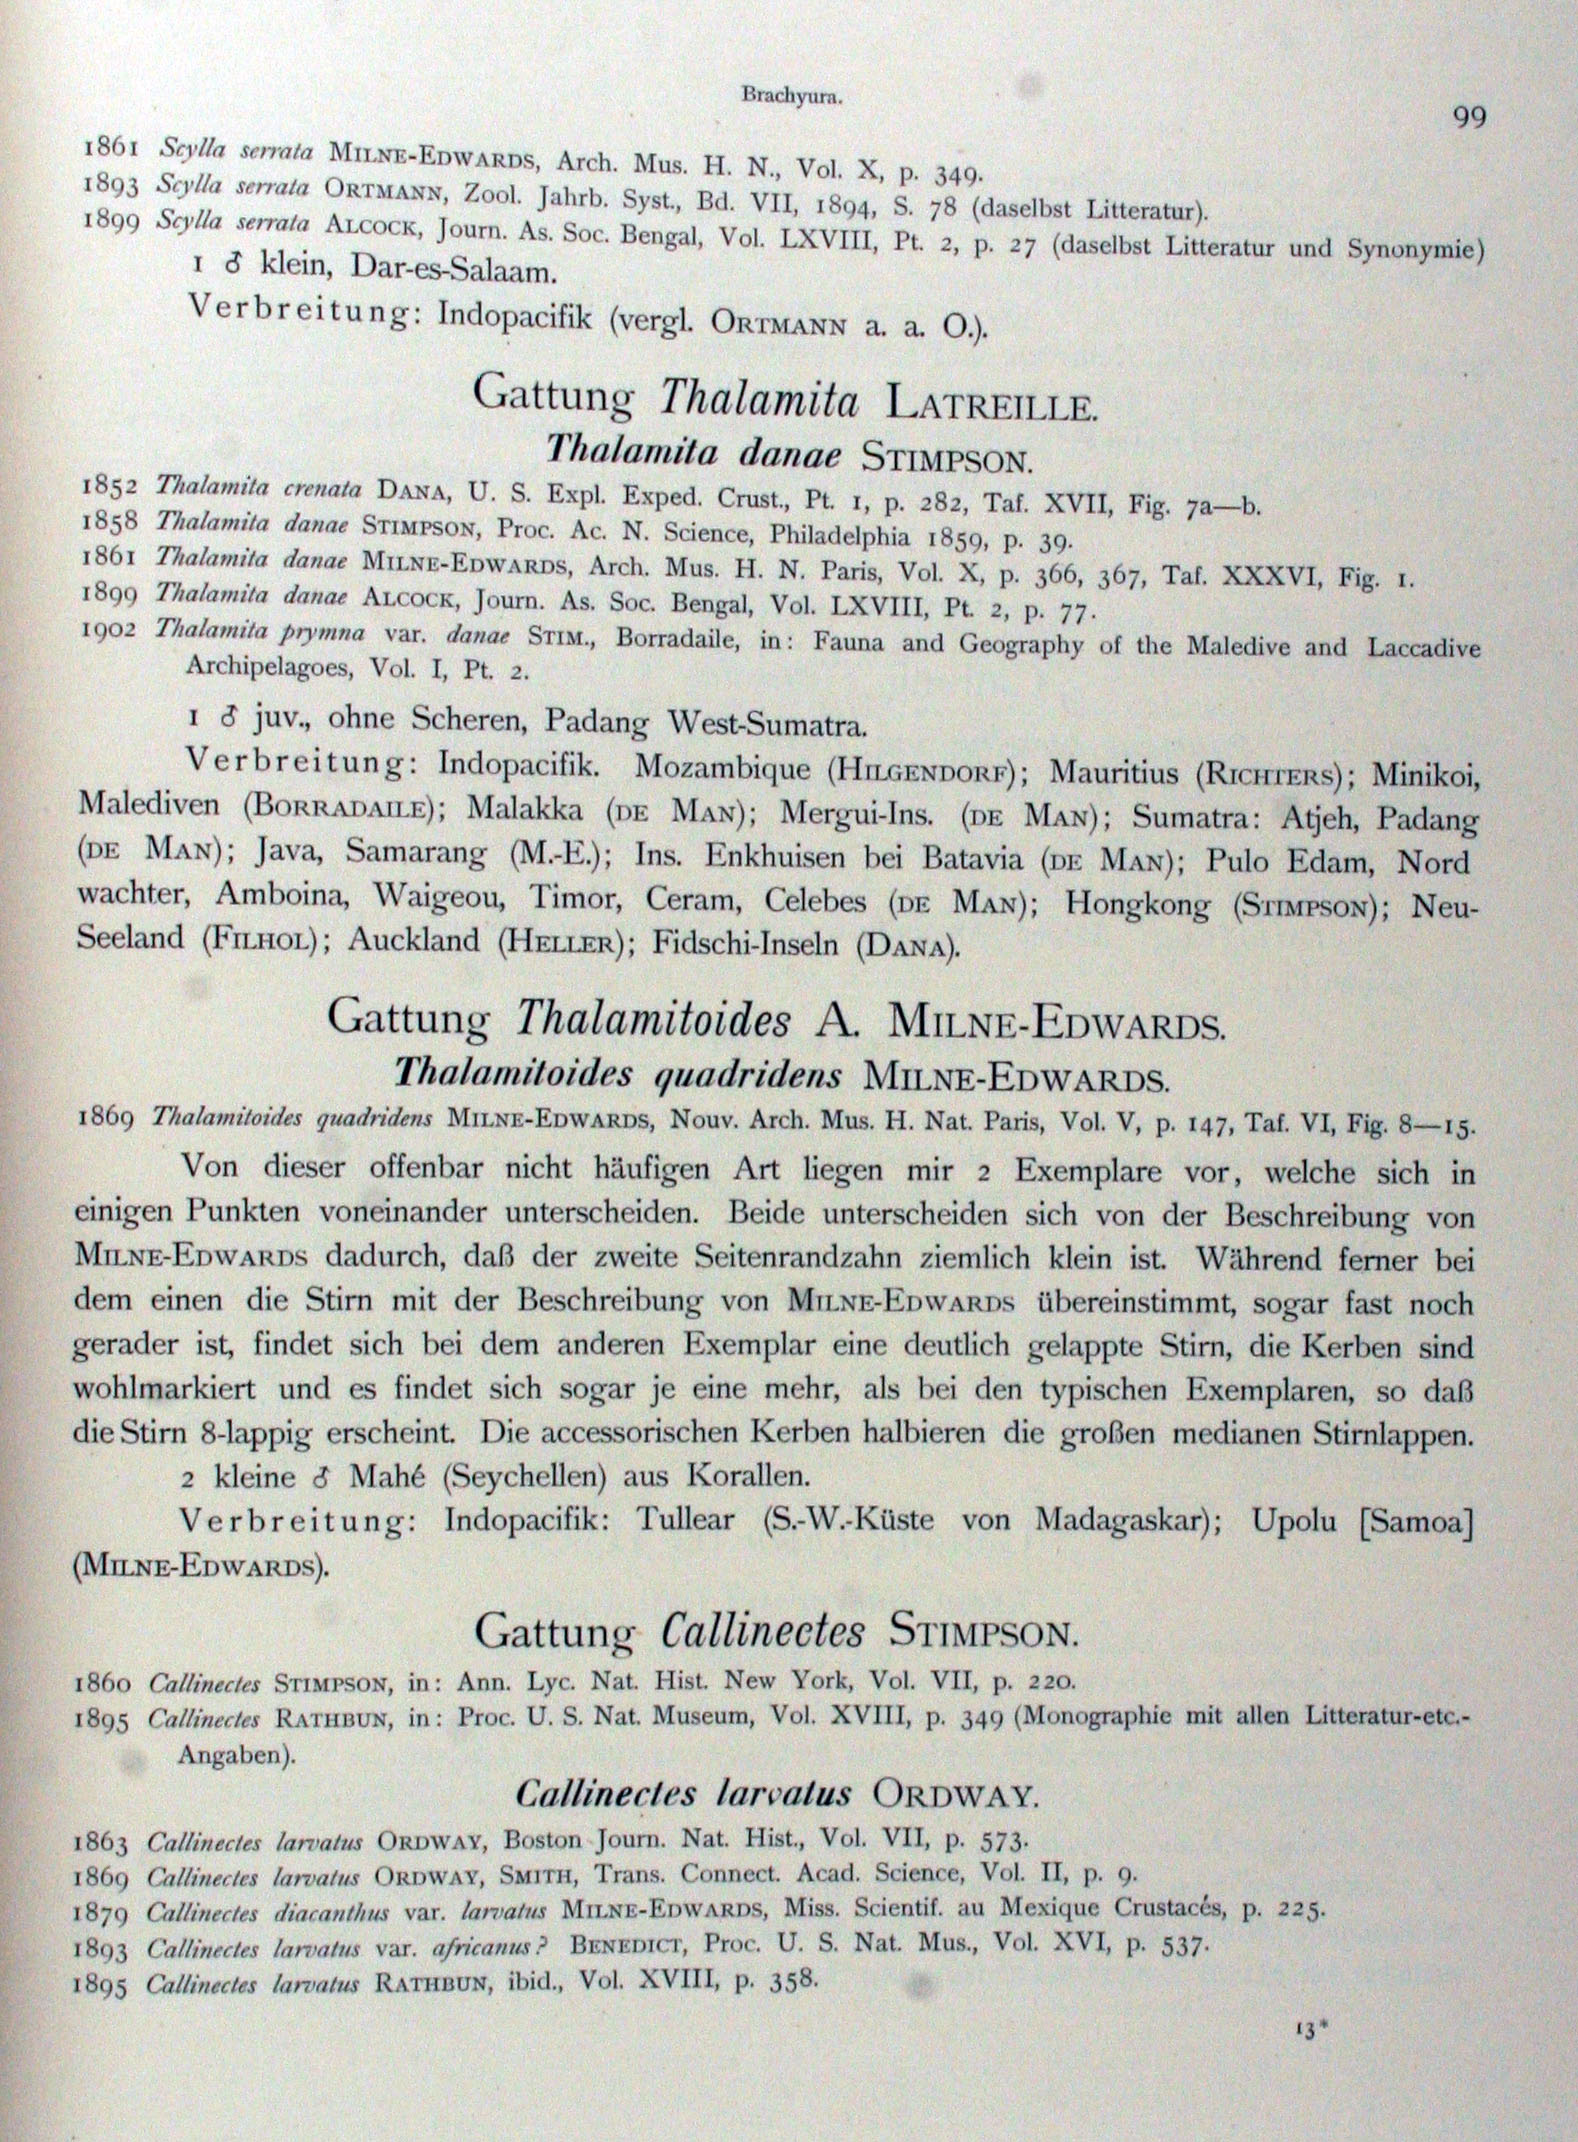 Brachyura.
99
1861 Scylla serrata MILNE-EDWARDS, Arch. Mus. H. N., Vol. X, p. 349.
1893 Scylla serrata ORTMANN, Zool. Jahrb. Syst., Bd. VII, 1894, S. 78 (daselbst Litteratur).
1899 Scylla serrata ALCOCK, Journ. As. Soc. Bengal, Vol. LXVIII, Pt. 2, p. 27 (daselbst Litteratur und Synonymie)
1 ♂ klein, Dar-es-Salaam.
Verbreitung: Indopacifik (vergl. ORTMANN a. a. O.).
Gattung Thalamita LATREILLE.
Thalamita danae STIMPSON.
1852 Thalamita crenata DANA, U. S. Expl. Exped. Crust., Pt. 1, p. 282, Taf. XVII, Fig. 7a—b.
1858 Thalamita danae STIMPSON, Proc. Ac. N. Science, Philadelphia 1859, p. 39.
1861 Thalamita danae MILNE-EDWARDS, Arch. Mus. H. N. Paris, Vol. X, p. 366, 367, Taf. XXXVI, Fig. 1.
1899 Thalamita danae ALCOCK, Journ. As. Soc. Bengal, Vol. LXVIII, Pt. 2, p. 77.
1902 Thalamita prymna var. danae STIM., Borradaile, in: Fauna and Geography of the Maledive and Laccadive
Archipelagoes, Vol. I, Pt. 2.
1 ♂ juv., ohne Scheren, Padang West-Sumatra.
Verbreitung: Indopacifik. Mozambique (HILGENDORF); Mauritius (RICHTERS); Minikoi,
Malediven (BORRADAILE); Malakka (DE MAN); Mergui-Ins. (DE MAN); Sumatra: Atjeh, Padang
(DE MAN); Java, Samarang (M.-E.); Ins. Enkhuisen bei Batavia (DE MAN); Pulo Edam, Nord
wachter, Amboina, Waigeou, Timor, Ceram, Celebes (DE MAN); Hongkong (STIMPSON); Neu-
Seeland (FILHOL); Auckland (HELLER); Fidschi-Inseln (DANA).
Gattung Thalamitoides A. MILNE-EDWARDS.
Thalamitoides quadridens MILNE-EDWARDS.
1869 Thalamitoides quadridens MILNE-EDWARDS, Nouv. Arch. Mus. H. Nat. Paris, Vol. V, p. 147, Taf. VI, Fig. 8—15.
Von dieser offenbar nicht häufigen Art liegen mir 2 Exemplare vor, welche sich in
einigen Punkten voneinander unterscheiden. Beide unterscheiden sich von der Beschreibung von
MILNE-EDWARDS dadurch, daß der zweite Seitenrandzahn ziemlich klein ist. Während ferner bei
dem einen die Stirn mit der Beschreibung von MILNE-EDWARDS übereinstimmt, sogar fast noch
gerader ist, findet sich bei dem anderen Exemplar eine deutlich gelappte Stirn, die Kerben sind
wohlmarkiert und es findet sich sogar je eine mehr, als bei den typischen Exemplaren, so daß
die Stirn 8-lappig erscheint. Die accessorischen Kerben halbieren die großen medianen Stirnlappen.
2 kleine ♂ Mahé (Seychellen) aus Korallen.
Verbreitung: Indopacifik: Tullear (S.-W.-Küste von Madagaskar); Upolu [Samoa]
(MILNE-EDWARDS).
Gattung Callinectes STIMPSON.
1860 Callinectes STIMPSON, in: Ann. Lyc. Nat. Hist. New York, Vol. VII, p. 220.
1895 Callinectes RATHBUN, in: Proc. U. S. Nat. Museum, Vol. XVIII, p. 349 (Monographie mit allen Litteratur-etc.-
Angaben).
Callinectes larvatus ORDWAY.
1863 Callinectes larvatus ORDWAY, Boston Journ. Nat. Hist., Vol. VII, p. 573.
1869 Callinectes larvatus ORDWAY, SMITH, Trans. Connect. Acad. Science, Vol. II, p. 9.
1879 Callinectes diacanthus var. larvatus MILNE-EDWARDS, Miss. Scientif. au Mexique Crustacés, p. 225.
1893 Callinectes larvatus var. africanus? BENEDICT, Proc. U. S. Nat. Mus., Vol. XVI, p. 537.
1895 Callinectes larvatus RATHBUN, ibid., Vol. XVIII, p. 358.
13*